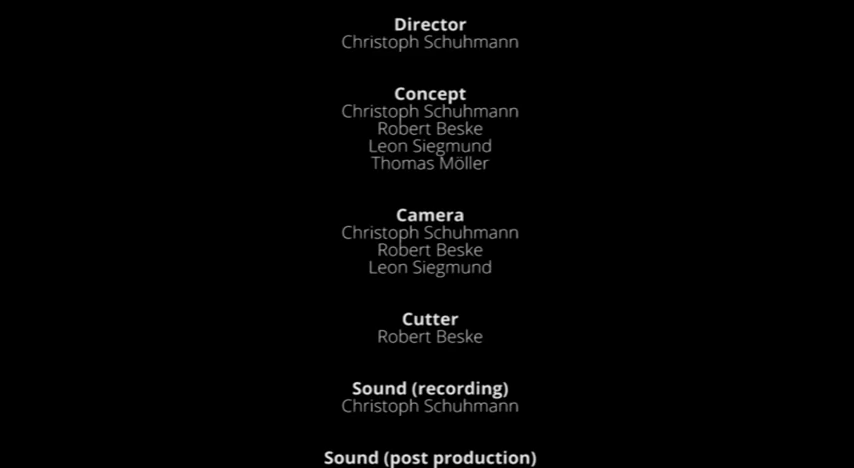 Director
Christoph Schuhmann
Concept
Christoph Schuhmann
Robert Beske
Leon Siegmund
Thomas Möller
Camera
Christoph Schuhmann
Robert Beske
Leon Siegmund
Cutter
Robert Beske
Sound (recording)
Christoph Schuhmann
Sound (post production)